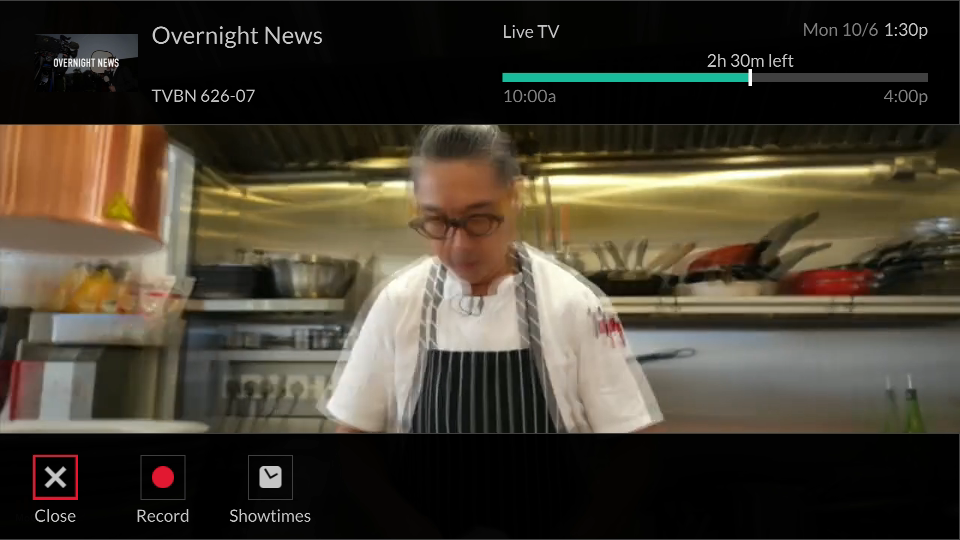 OVERNIGHT NEWS
Overnight News
TVBN 626-07
Live TV
Mon 10/6 1:30p
2h 30m left
10:00a
4:00p
Close
Record
Showtimes